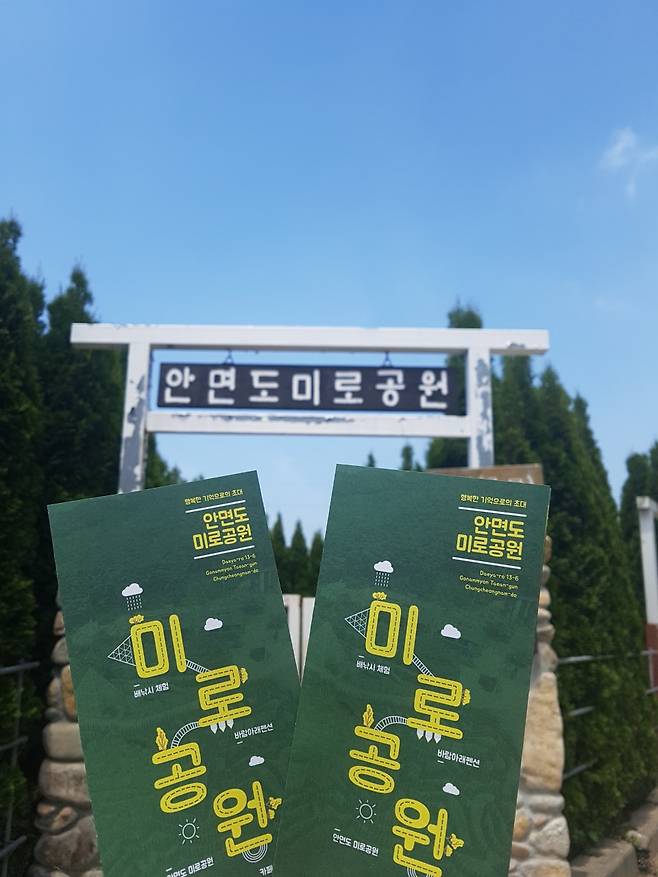 안면도미로공원
행복한 기억으로의 초대
안면도
미로공원
Daeya-ro 13-6
Gonammyon Taean-gun
Chungcheongnam-do
미
배낚시 체험
로
바람아래펜션
공
원
안면도 미로공원
카페
행복한 기억으로의 초대
안면도
미로공원
Daeya-ro 13-6
Gonammyon Taean-gun
Chungcheongnam-do
미
배낚시 체험
로
바람아래펜션
공
원
안면도 미로공원